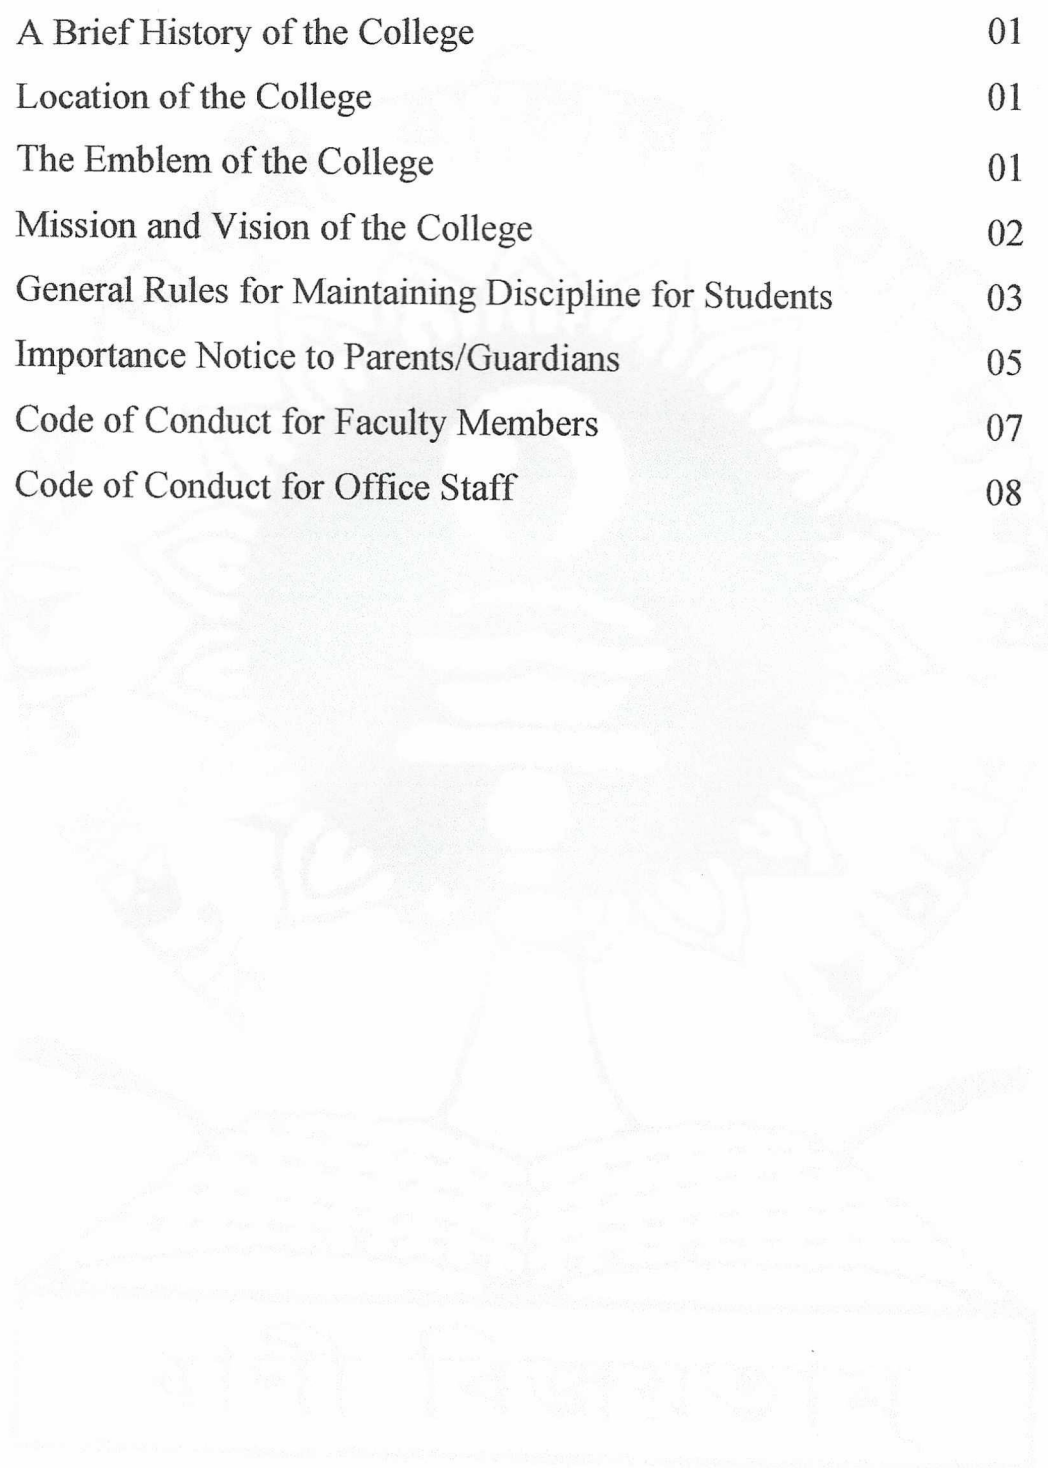 A Brief History of the College 01
Location of the College 01
The Emblem of the College 01
Mission and Vision of the College 02
General Rules for Maintaining Discipline for Students 03
Importance Notice to Parents/Guardians 05
Code of Conduct for Faculty Members 07
Code of Conduct for Office Staff 08